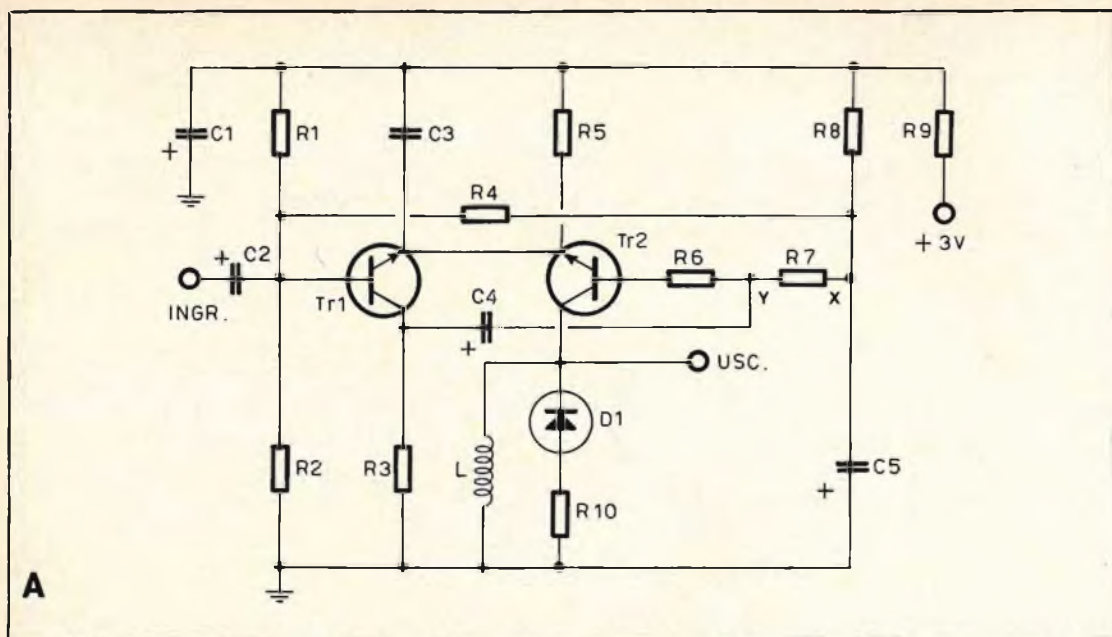 C1
+
R1
C3
R5
R8
R9
R4
+3V
C2
+
Tr2
R6
R7
Y
X
INGR.
Tr1
C4
+
USC.
D1
R2
R3
L
C5
+
R10
A